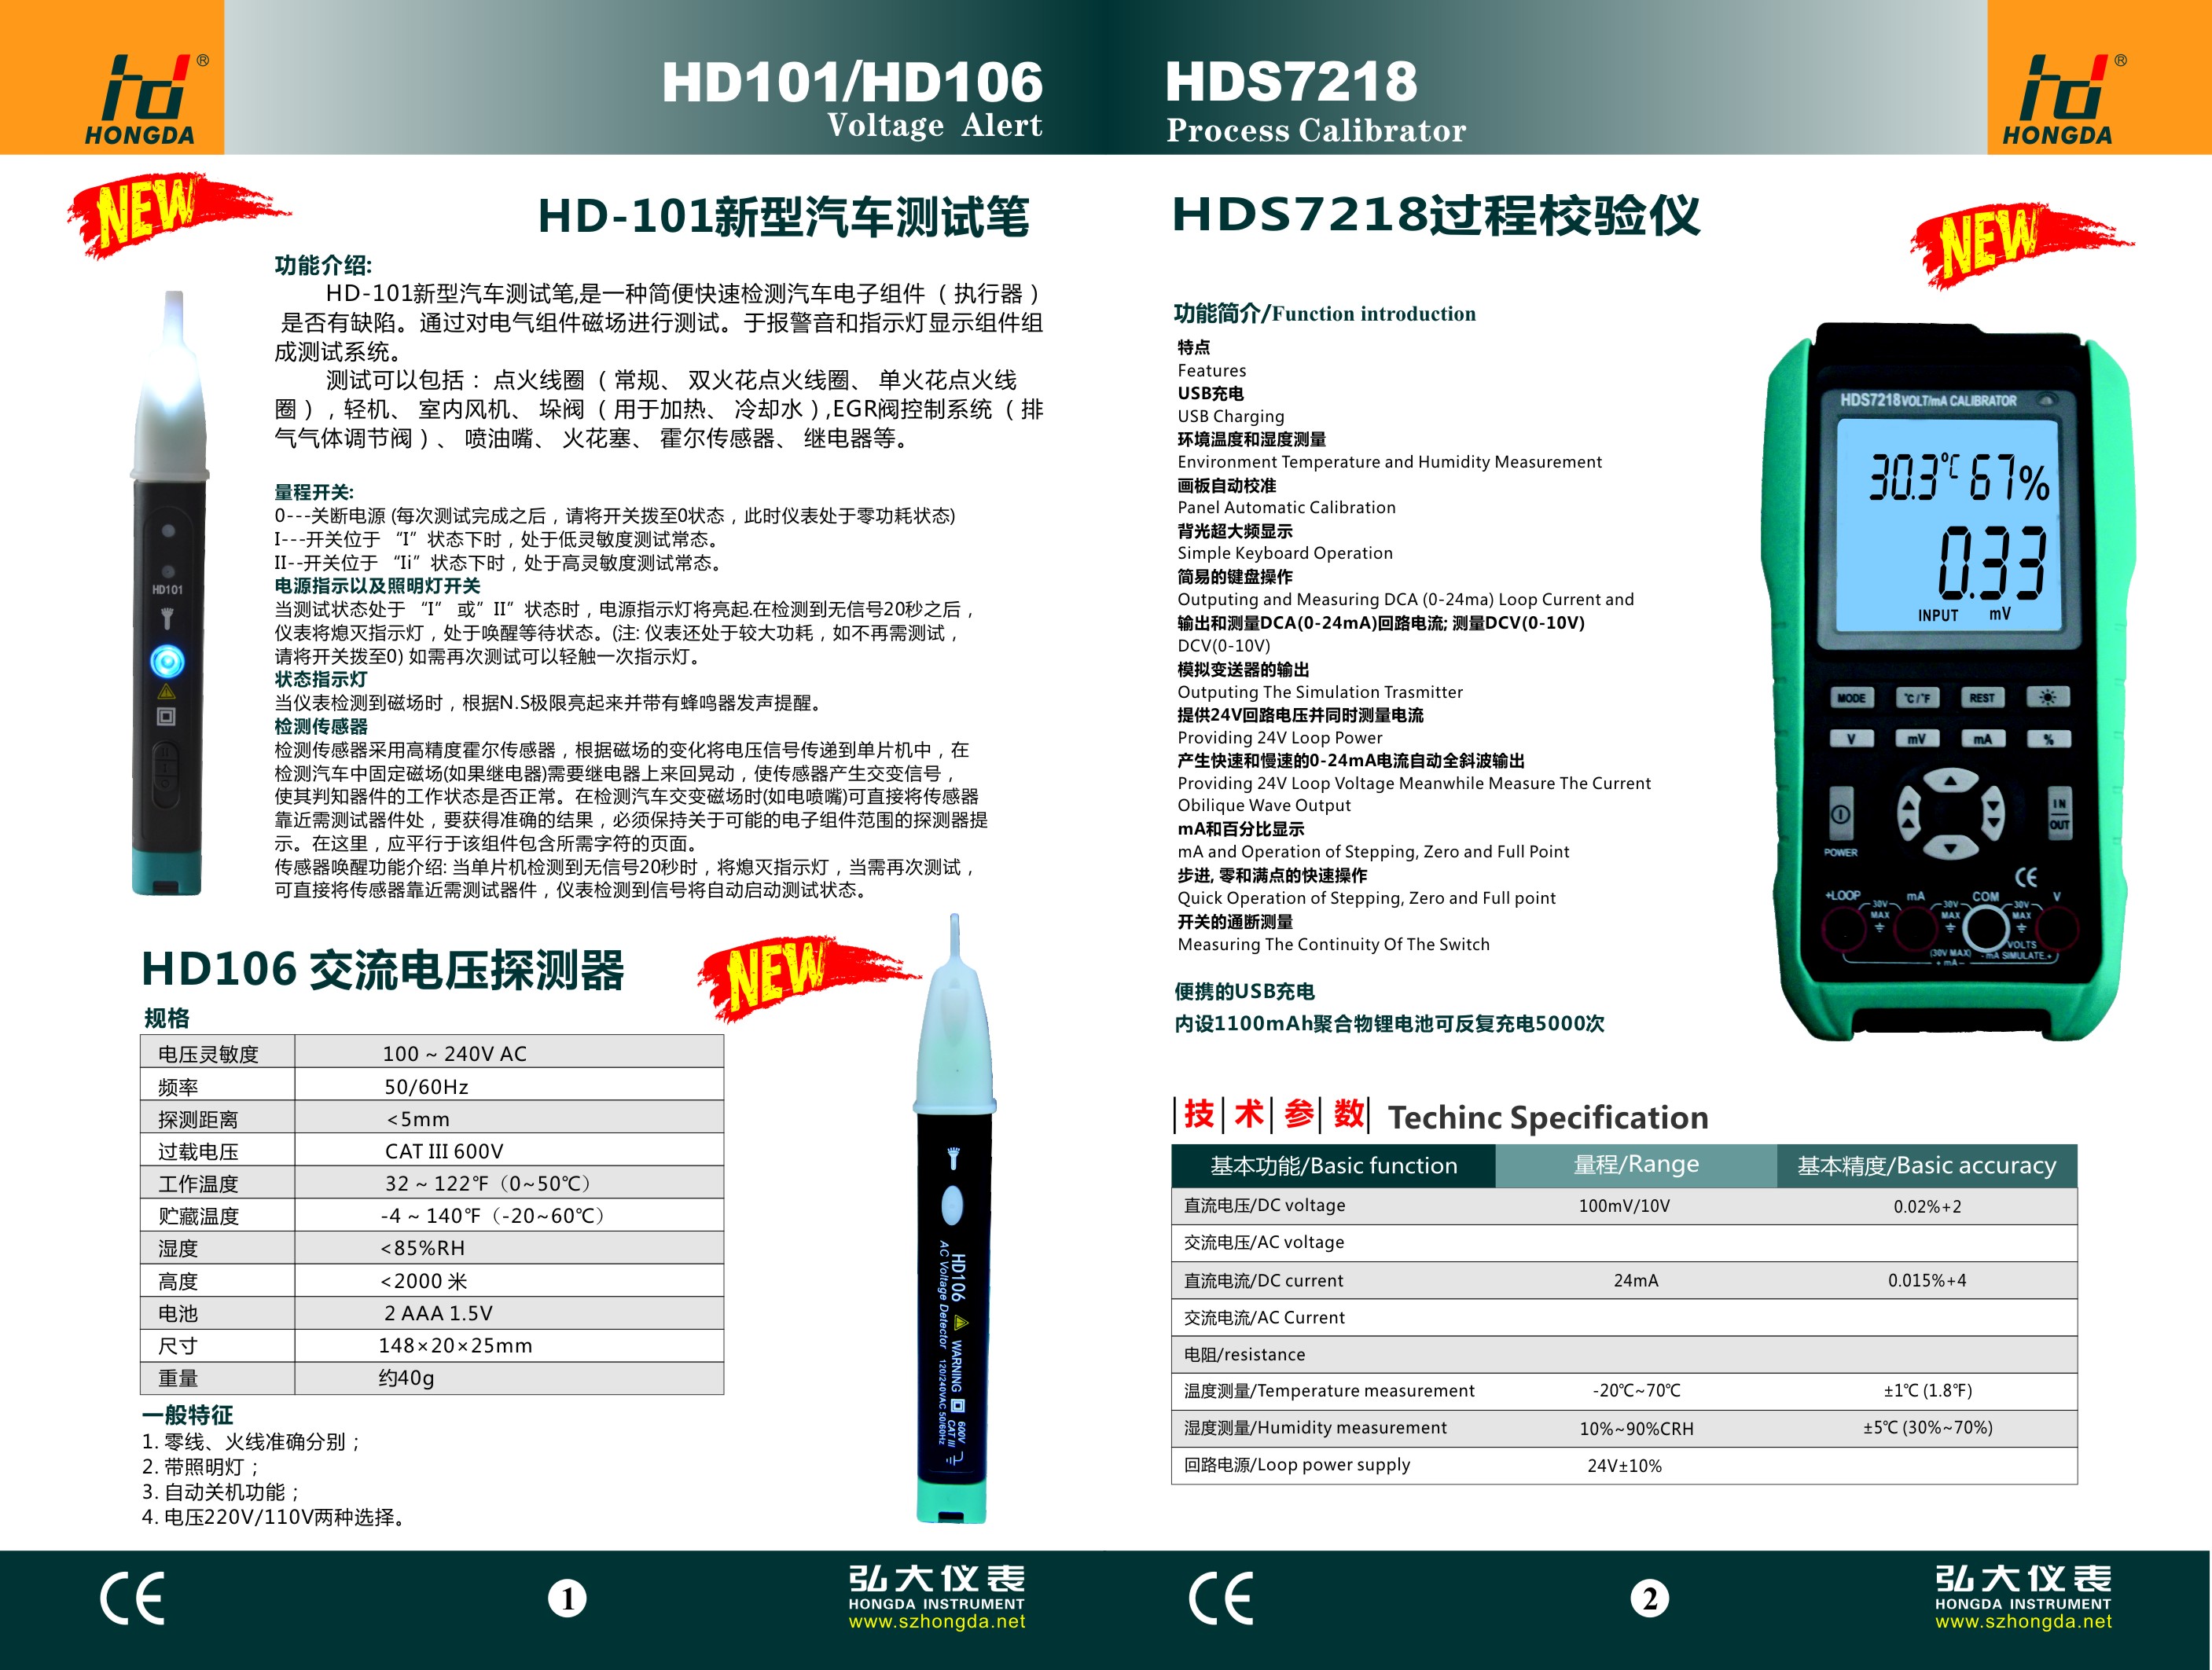 hd®
HONGDA
HD101/HD106
Voltage Alert
NEW
HD-101新型汽车测试笔
功能介绍:
HD-101新型汽车测试笔,是一种简便快速检测汽车电子组件（执行器）
是否有缺陷。通过对电气组件磁场进行测试。于报警音和指示灯显示组件组
成测试系统。
测试可以包括：点火线圈（常规、 双火花点火线圈、 单火花点火线
圈）, 轻机、 室内风机、 垛阀（用于加热、 冷却水）,EGR阀控制系统（排
气气体调节阀）、 喷油嘴、 火花塞、 霍尔传感器、 继电器等。
量程开关:
0---关断电源 (每次测试完成之后，请将开关拨至0状态，此时仪表处于零功耗状态)
I---开关位于 “I”状态下时，处于低灵敏度测试常态。
II--开关位于 “Ii”状态下时，处于高灵敏度测试常态。
电源指示以及照明灯开关
当测试状态处于 “I” 或”II”状态时，电源指示灯将亮起.在检测到无信号20秒之后，
仪表将熄灭指示灯，处于唤醒等待状态。(注: 仪表还处于较大功耗，如不再需测试，
请将开关拨至0) 如需再次测试可以轻触一次指示灯。
状态指示灯
当仪表检测到磁场时，根据N.S极限亮起来并带有蜂鸣器发声提醒。
检测传感器
检测传感器采用高精度霍尔传感器，根据磁场的变化将电压信号传递到单片机中，在
检测汽车中固定磁场(如果继电器)需要继电器上来回晃动，使传感器产生交变信号，
使其判知器件的工作状态是否正常。在检测汽车交变磁场时(如电喷嘴)可直接将传感器
靠近需测试器件处，要获得准确的结果，必须保持关于可能的电子组件范围的探测器提
示。在这里，应平行于该组件包含所需字符的页面。
传感器唤醒功能介绍: 当单片机检测到无信号20秒时，将熄灭指示灯，当需再次测试，
可直接将传感器靠近需测试器件，仪表检测到信号将自动启动测试状态。
HD101
HD106 交流电压探测器
NEW
规格
电压灵敏度 100 ~ 240V AC
频率 50/60Hz
探测距离 <5mm
过载电压 CAT III 600V
工作温度 32 ~ 122℉（0~50℃）
贮藏温度 -4 ~ 140℉（-20~60℃）
湿度 <85%RH
高度 <2000 米
电池 2 AAA 1.5V
尺寸 148×20×25mm
重量 约40g
一般特征
1. 零线、火线准确分别；
2. 带照明灯；
3. 自动关机功能；
4. 电压220V/110V两种选择。
HD106 WARNING 600V
AC Voltage Detector 120/240VAC 50/60Hz CAT III
CE
1
弘大仪表
HONGDA INSTRUMENT
www.szhongda.net
HDS7218
Process Calibrator
hd®
HONGDA
HDS7218过程校验仪
NEW
功能简介/Function introduction
特点
Features
USB充电
USB Charging
环境温度和湿度测量
Environment Temperature and Humidity Measurement
画板自动校准
Panel Automatic Calibration
背光超大频显示
Simple Keyboard Operation
简易的键盘操作
Outputing and Measuring DCA (0-24ma) Loop Current and
输出和测量DCA(0-24mA)回路电流; 测量DCV(0-10V)
DCV(0-10V)
模拟变送器的输出
Outputing The Simulation Trasmitter
提供24V回路电压并同时测量电流
Providing 24V Loop Power
产生快速和慢速的0-24mA电流自动全斜波输出
Providing 24V Loop Voltage Meanwhile Measure The Current
Oblique Wave Output
mA和百分比显示
mA and Operation of Stepping, Zero and Full Point
步进, 零和满点的快速操作
Quick Operation of Stepping, Zero and Full point
开关的通断测量
Measuring The Continuity Of The Switch
便携的USB充电
内设1100mAh聚合物锂电池可反复充电5000次
HDS7218 VOLT/mA CALIBRATOR
30.3℃ 67%
0.33
INPUT mV
MODE ℃/℉ REST
V mV mA %
IN
OUT
POWER
CE
+LOOP mA COM V
30V MAX 30V MAX 30V MAX
VOLTS
(30V MAX) -mA SIMULATE.+
+ mA -
技术参数 Techinc Specification
基本功能/Basic function 量程/Range 基本精度/Basic accuracy
直流电压/DC voltage 100mV/10V 0.02%+2
交流电压/AC voltage
直流电流/DC current 24mA 0.015%+4
交流电流/AC Current
电阻/resistance
温度测量/Temperature measurement -20℃~70℃ ±1℃ (1.8℉)
湿度测量/Humidity measurement 10%~90%CRH ±5℃ (30%~70%)
回路电源/Loop power supply 24V±10%
CE
2
弘大仪表
HONGDA INSTRUMENT
www.szhongda.net